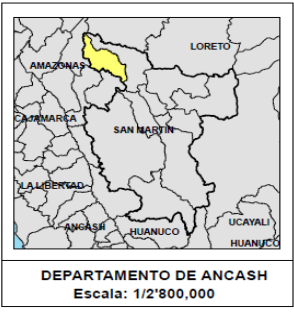 LORETO
AMAZONAS
CAJAMARCA
SAN MARTIN
LA LIBERTAD
ANCASH
HUANUCO
UCAYALI
HUANUCO
DEPARTAMENTO DE ANCASH
Escala: 1/2'800,000